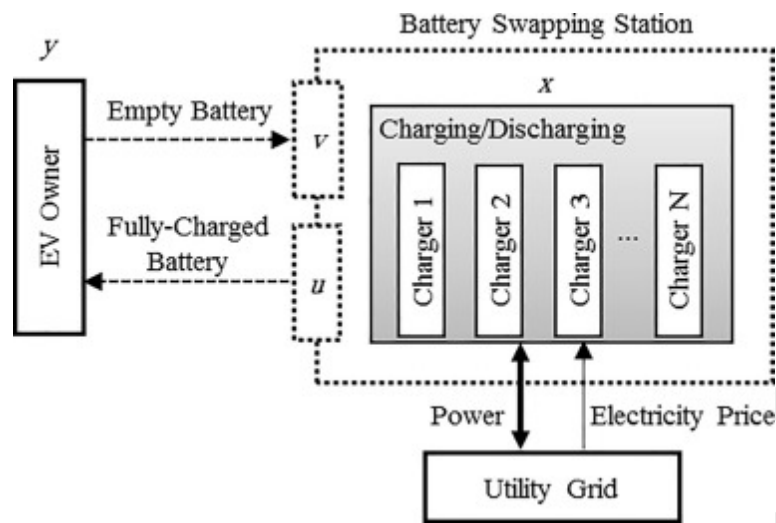 Battery Swapping Station
y
x
Empty Battery
v
Charging/Discharging
EV Owner
Charger 1
Charger 2
Charger 3
...
Charger N
Fully-Charged
Battery
u
Power
Electricity Price
Utility Grid